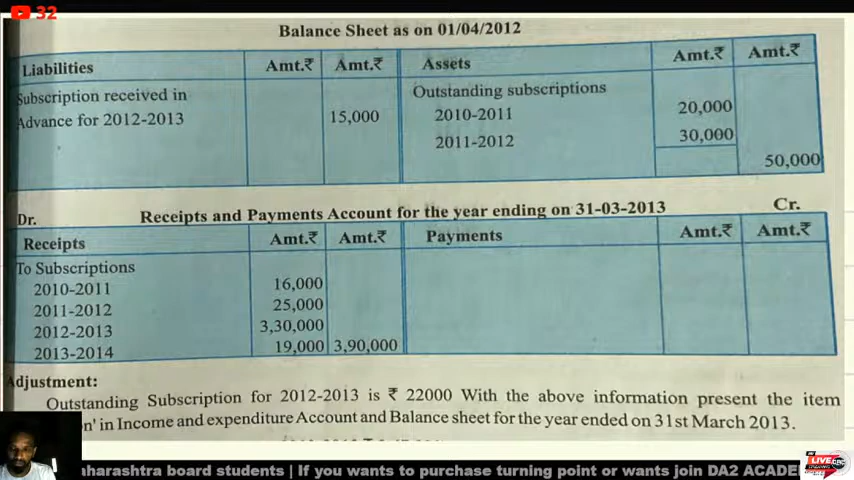 32
Balance Sheet as on 01/04/2012
Liabilities Amt.₹ Amt.₹ Assets Amt.₹ Amt.₹
Subscription received in Outstanding subscriptions
Advance for 2012-2013 15,000 2010-2011 20,000
2011-2012 30,000
50,000
Dr. Receipts and Payments Account for the year ending on 31-03-2013 Cr.
Receipts Amt.₹ Amt.₹ Payments Amt.₹ Amt.₹
To Subscriptions
2010-2011 16,000
2011-2012 25,000
2012-2013 3,30,000
2013-2014 19,000 3,90,000
Adjustment:
Outstanding Subscription for 2012-2013 is ₹ 22000 With the above information present the item
n' in Income and expenditure Account and Balance sheet for the year ended on 31st March 2013.
aharashtra board students | If you wants to purchase turning point or wants join DA2 ACADE
LIVE